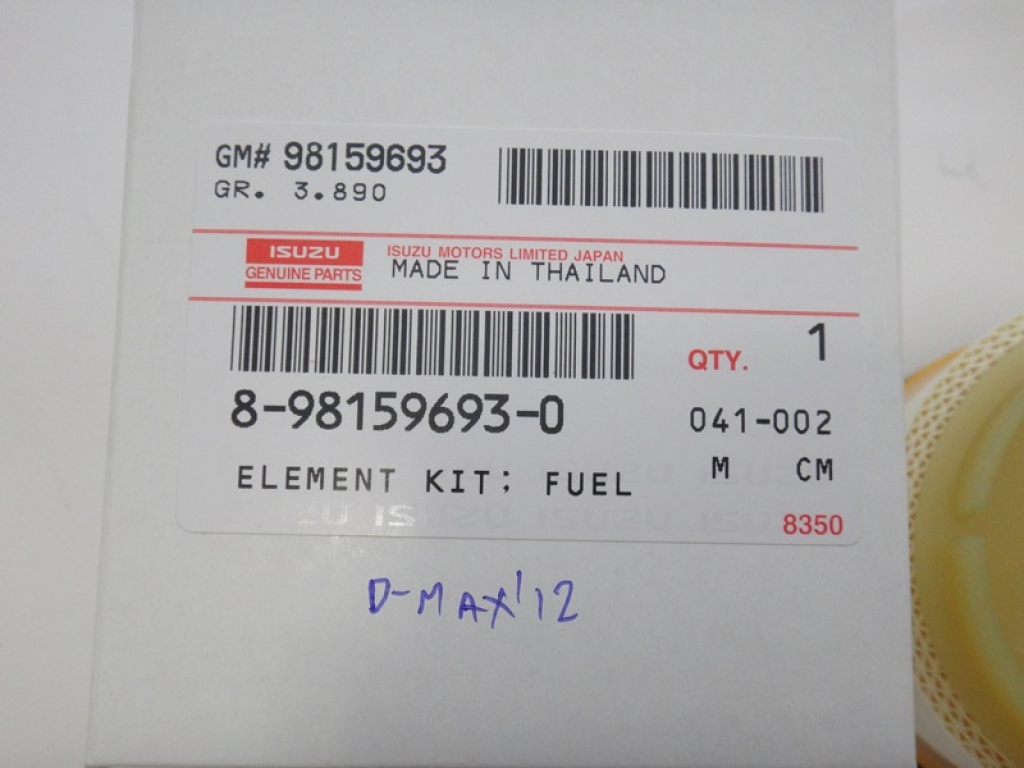 GM# 98159693
GR. 3.890
ISUZU
GENUINE PARTS
ISUZU MOTORS LIMITED JAPAN
MADE IN THAILAND
QTY. 1
8-98159693-0
041-002
ELEMENT KIT; FUEL
M CM
8350
D-MAX'12